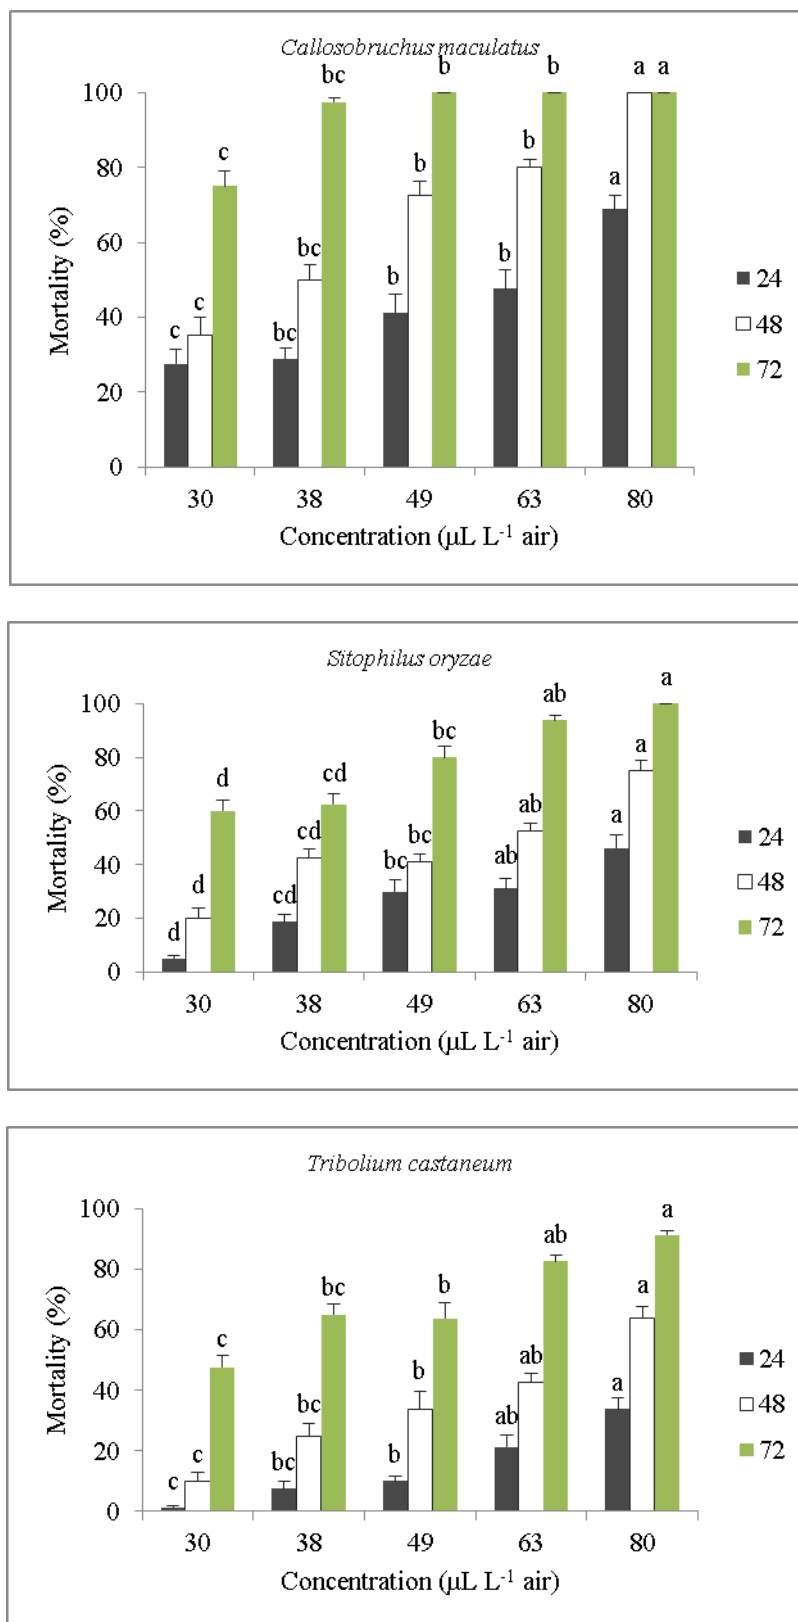 Callosobruchus maculatus
Mortality (%)
100
80
60
40
20
0
c c c
bc bc bc
b b b
b b b
a a a
30 38 49 63 80
Concentration (μL L-1 air)
24
48
72
Sitophilus oryzae
Mortality (%)
100
80
60
40
20
0
d d d
cd cd cd
bc bc bc
ab ab ab
a a a
30 38 49 63 80
Concentration (μL L-1 air)
24
48
72
Tribolium castaneum
Mortality (%)
100
80
60
40
20
0
c c c
bc bc bc
b b b
ab ab ab
a a a
30 38 49 63 80
Concentration (μL L-1 air)
24
48
72